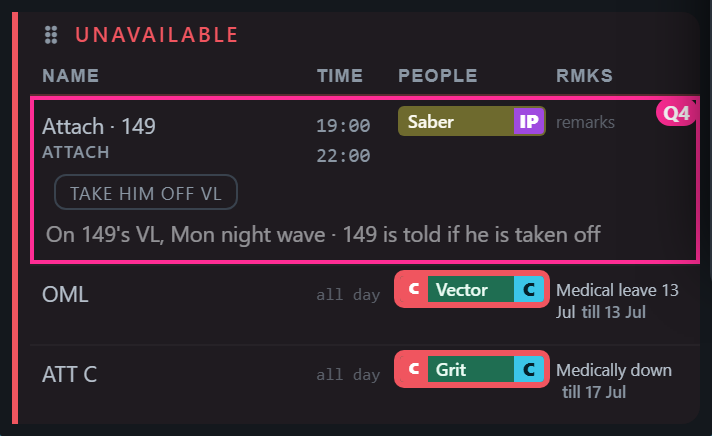 UNAVAILABLE
NAME TIME PEOPLE RMKS
Attach · 149 19:00 Saber IP remarks Q4
ATTACH 22:00
TAKE HIM OFF VL
On 149's VL, Mon night wave · 149 is told if he is taken off
OML all day C Vector C Medical leave 13
Jul till 13 Jul
ATT C all day C Grit C Medically down
till 17 Jul